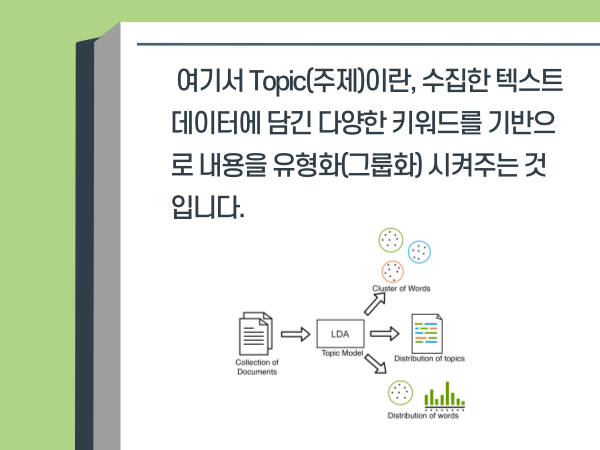 여기서 Topic(주제)이란, 수집한 텍스트
데이터에 담긴 다양한 키워드를 기반으
로 내용을 유형화(그룹화) 시켜주는 것
입니다.
Cluster of Words
LDA
Topic Model
Collection of
Documents
Distribution of topics
Distribution of words